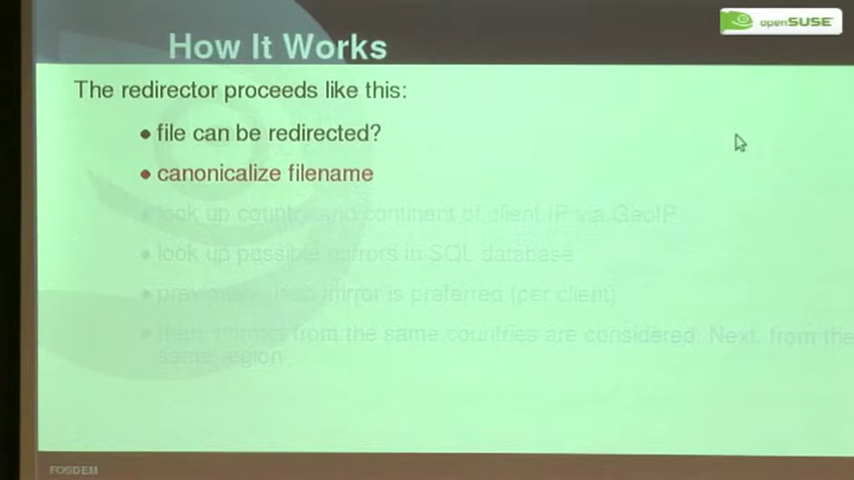 openSUSE
How It Works
The redirector proceeds like this:
• file can be redirected?
• canonicalize filename
• look up country and continent of client IP via GeoIP
• look up possible mirrors in SQL database
• previously used mirror is preferred (per client)
• then, mirrors from the same countries are considered. Next, from the
same region
FOSDEM